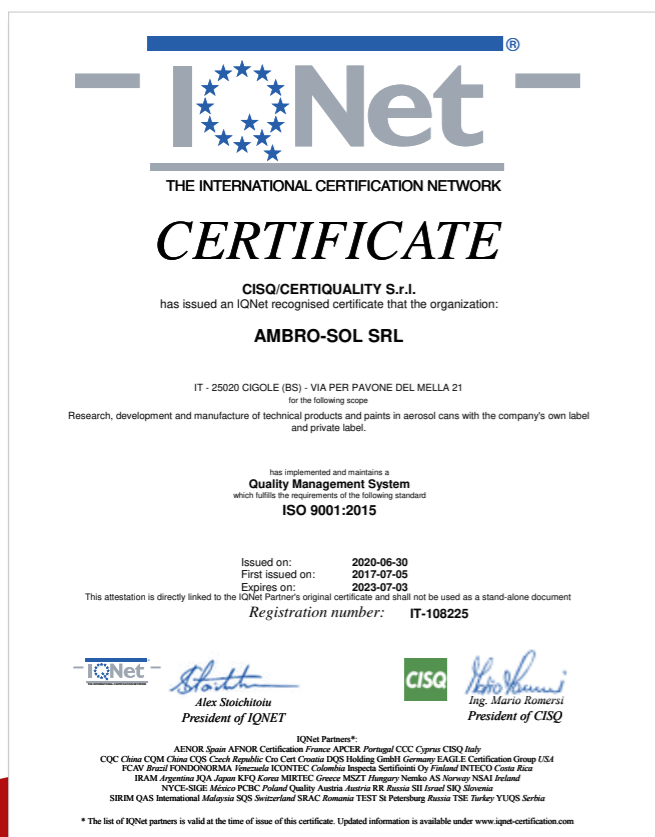 ®
IQNet
THE INTERNATIONAL CERTIFICATION NETWORK
CERTIFICATE
CISQ/CERTIQUALITY S.r.l.
has issued an IQNet recognised certificate that the organization:
AMBRO-SOL SRL
IT - 25020 CIGOLE (BS) - VIA PER PAVONE DEL MELLA 21
for the following scope
Research, development and manufacture of technical products and paints in aerosol cans with the company's own label
and private label.
has implemented and maintains a
Quality Management System
which fulfills the requirements of the following standard
ISO 9001:2015
Issued on: 2020-06-30
First issued on: 2017-07-05
Expires on: 2023-07-03
This attestation is directly linked to the IQNet Partner's original certificate and shall not be used as a stand-alone document
Registration number: IT-108225
IQNet
CISQ
Alex Stoichitoiu
President of IQNET
Ing. Mario Romersi
President of CISQ
IQNet Partners*:
AENOR Spain AFNOR Certification France APCER Portugal CCC Cyprus CISQ Italy
CQC China CQM China CQS Czech Republic Cro Cert Croatia DQS Holding GmbH Germany EAGLE Certification Group USA
FCAV Brazil FONDONORMA Venezuela ICONTEC Colombia Inspecta Sertifiointi Oy Finland INTECO Costa Rica
IRAM Argentina JQA Japan KFQ Korea MIRTEC Greece MSZT Hungary Nemko AS Norway NSAI Ireland
NYCE-SIGE México PCBC Poland Quality Austria Austria RR Russia SII Israel SIQ Slovenia
SIRIM QAS International Malaysia SQS Switzerland SRAC Romania TEST St Petersburg Russia TSE Turkey YUQS Serbia
* The list of IQNet partners is valid at the time of issue of this certificate. Updated information is available under www.iqnet-certification.com